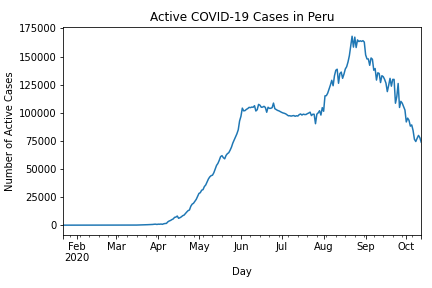 Active COVID-19 Cases in Peru
Number of Active Cases
175000
150000
125000
100000
75000
50000
25000
0
Feb Mar Apr May Jun Jul Aug Sep Oct
2020
Day